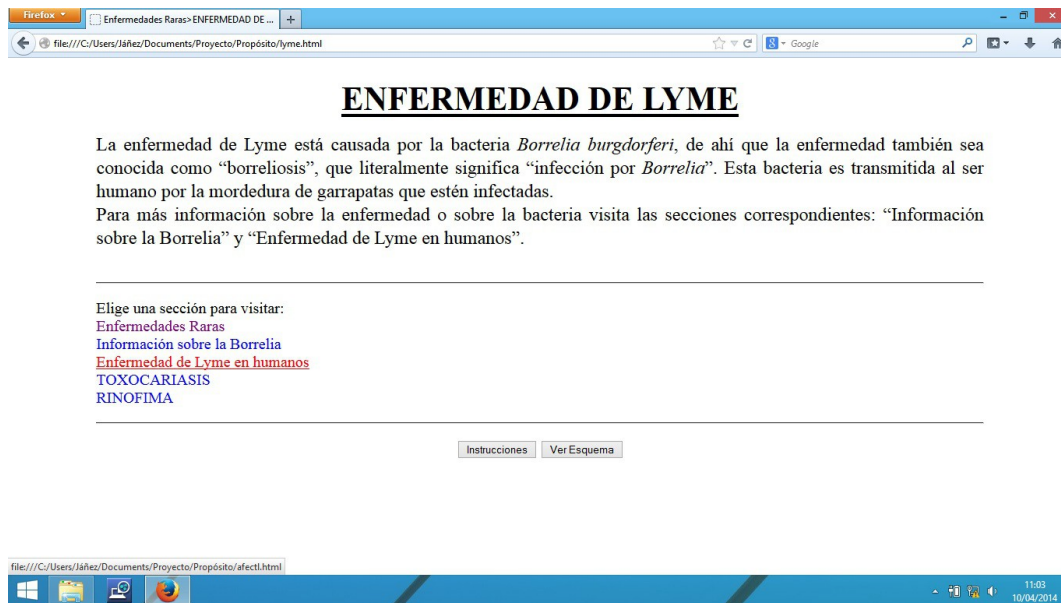 Firefox
Enfermedades Raras>ENFERMEDAD DE ...
file:///C:/Users/Jáñez/Documents/Proyecto/Propósito/lyme.html
Google
ENFERMEDAD DE LYME
La enfermedad de Lyme está causada por la bacteria Borrelia burgdorferi, de ahí que la enfermedad también sea
conocida como “borreliosis”, que literalmente significa “infección por Borrelia”. Esta bacteria es transmitida al ser
humano por la mordedura de garrapatas que estén infectadas.
Para más información sobre la enfermedad o sobre la bacteria visita las secciones correspondientes: “Información
sobre la Borrelia” y “Enfermedad de Lyme en humanos”.
Elige una sección para visitar:
Enfermedades Raras
Información sobre la Borrelia
Enfermedad de Lyme en humanos
TOXOCARIASIS
RINOFIMA
Instrucciones Ver Esquema
file:///C:/Users/Jáñez/Documents/Proyecto/Propósito/afectl.html
11:03
10/04/2014